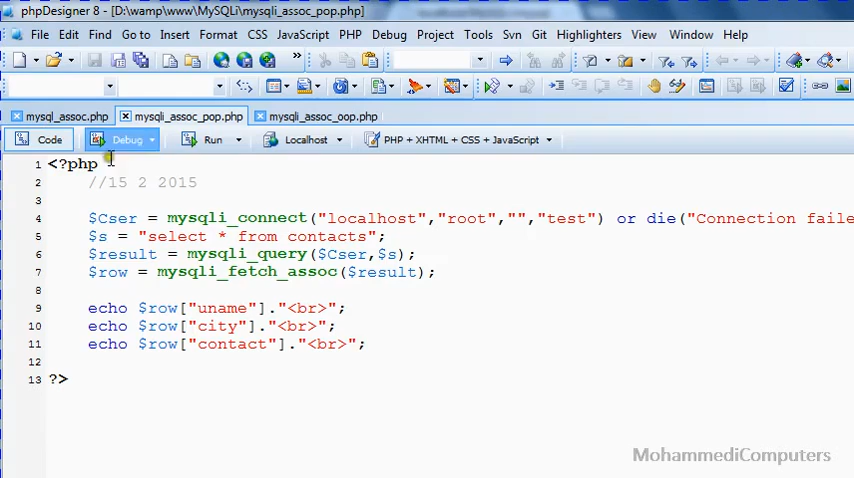 phpDesigner 8 - [D:\wamp\www\MySQLi\mysqli_assoc_pop.php]
File Edit Find Go to Insert Format CSS JavaScript PHP Debug Project Tools Svn Git Highlighters View Window Help
mysql_assoc.php mysqli_assoc_pop.php mysqli_assoc_oop.php
Code Debug Run Localhost PHP + XHTML + CSS + JavaScript
1 <?php
2 //15 2 2015
3
4 $Cser = mysqli_connect("localhost","root","","test") or die("Connection faile
5 $s = "select * from contacts";
6 $result = mysqli_query($Cser,$s);
7 $row = mysqli_fetch_assoc($result);
8
9 echo $row["uname"]."<br>";
10 echo $row["city"]."<br>";
11 echo $row["contact"]."<br>";
12
13 ?>
MohammediComputers